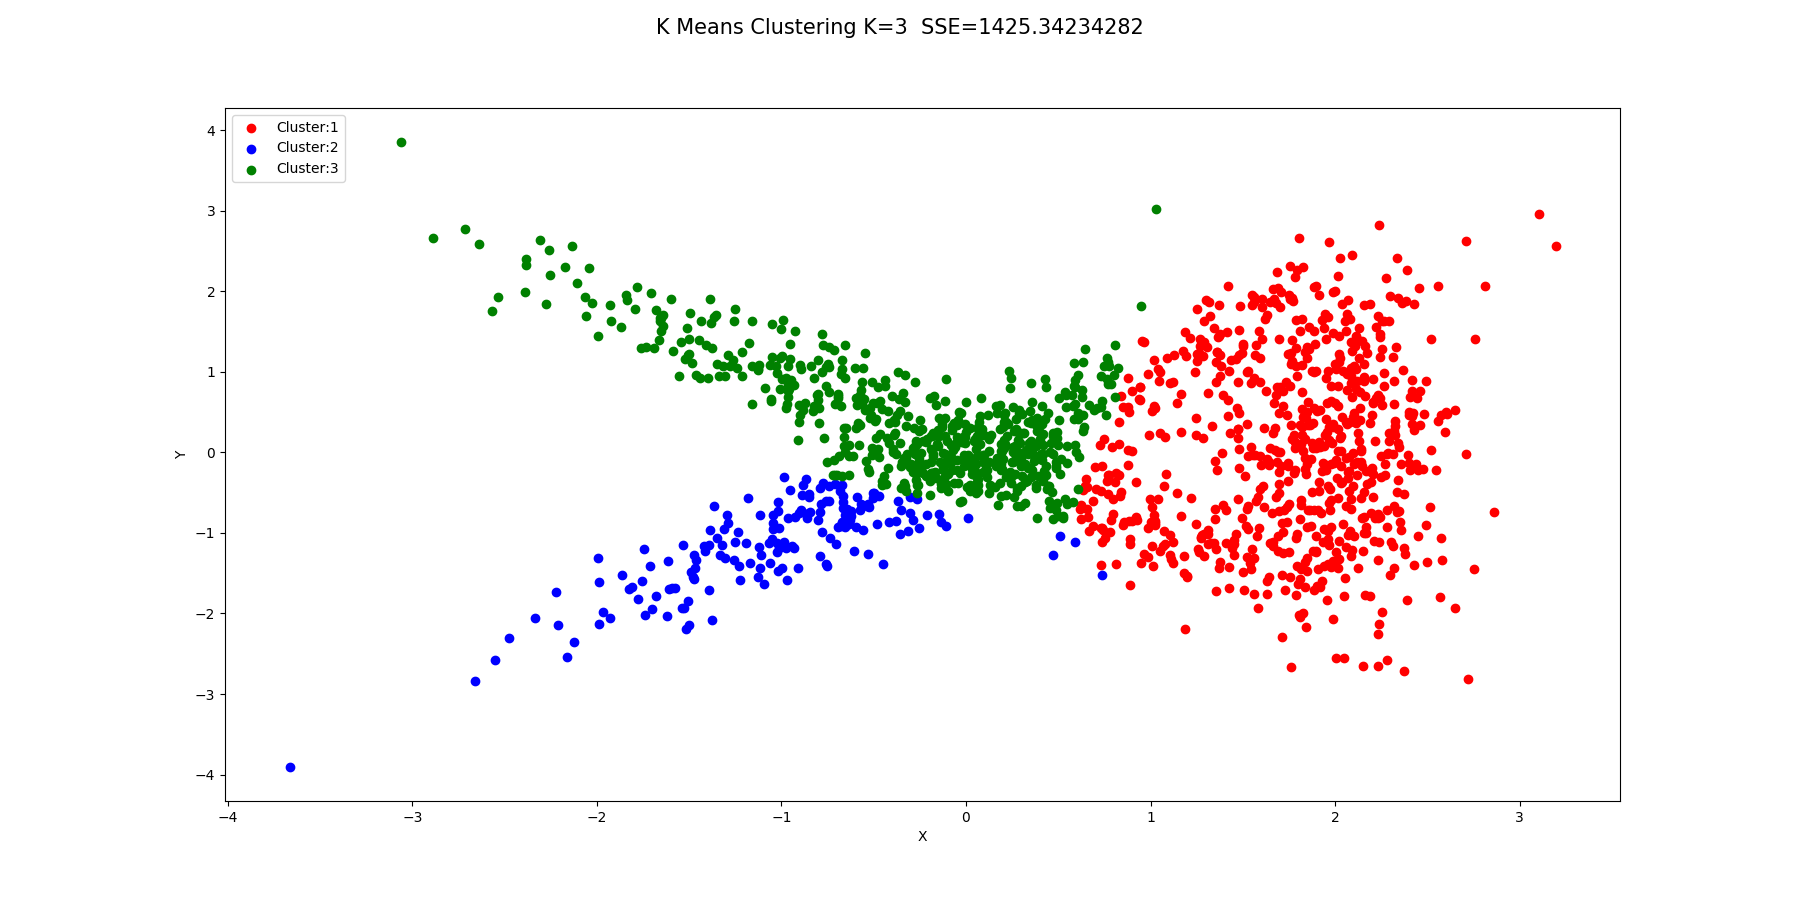 K Means Clustering K=3  SSE=1425.34234282
Cluster:1
Cluster:2
Cluster:3
4
3
2
1
0
−1
−2
−3
−4
Y
−4 −3 −2 −1 0 1 2 3
X